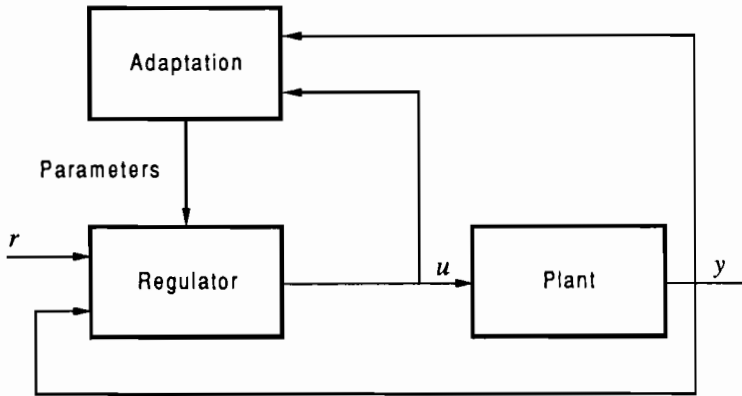 Adaptation
Parameters
r
Regulator
u
Plant
y